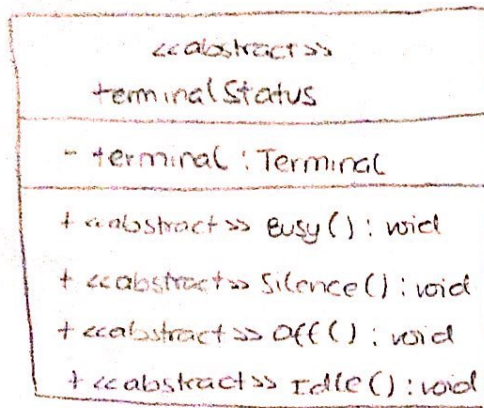 <<abstract>>
terminalStatus
- terminal : Terminal
+ <<abstract>> Busy() : void
+ <<abstract>> Silence() : void
+ <<abstract>> Off() : void
+ <<abstract>> Idle() : void